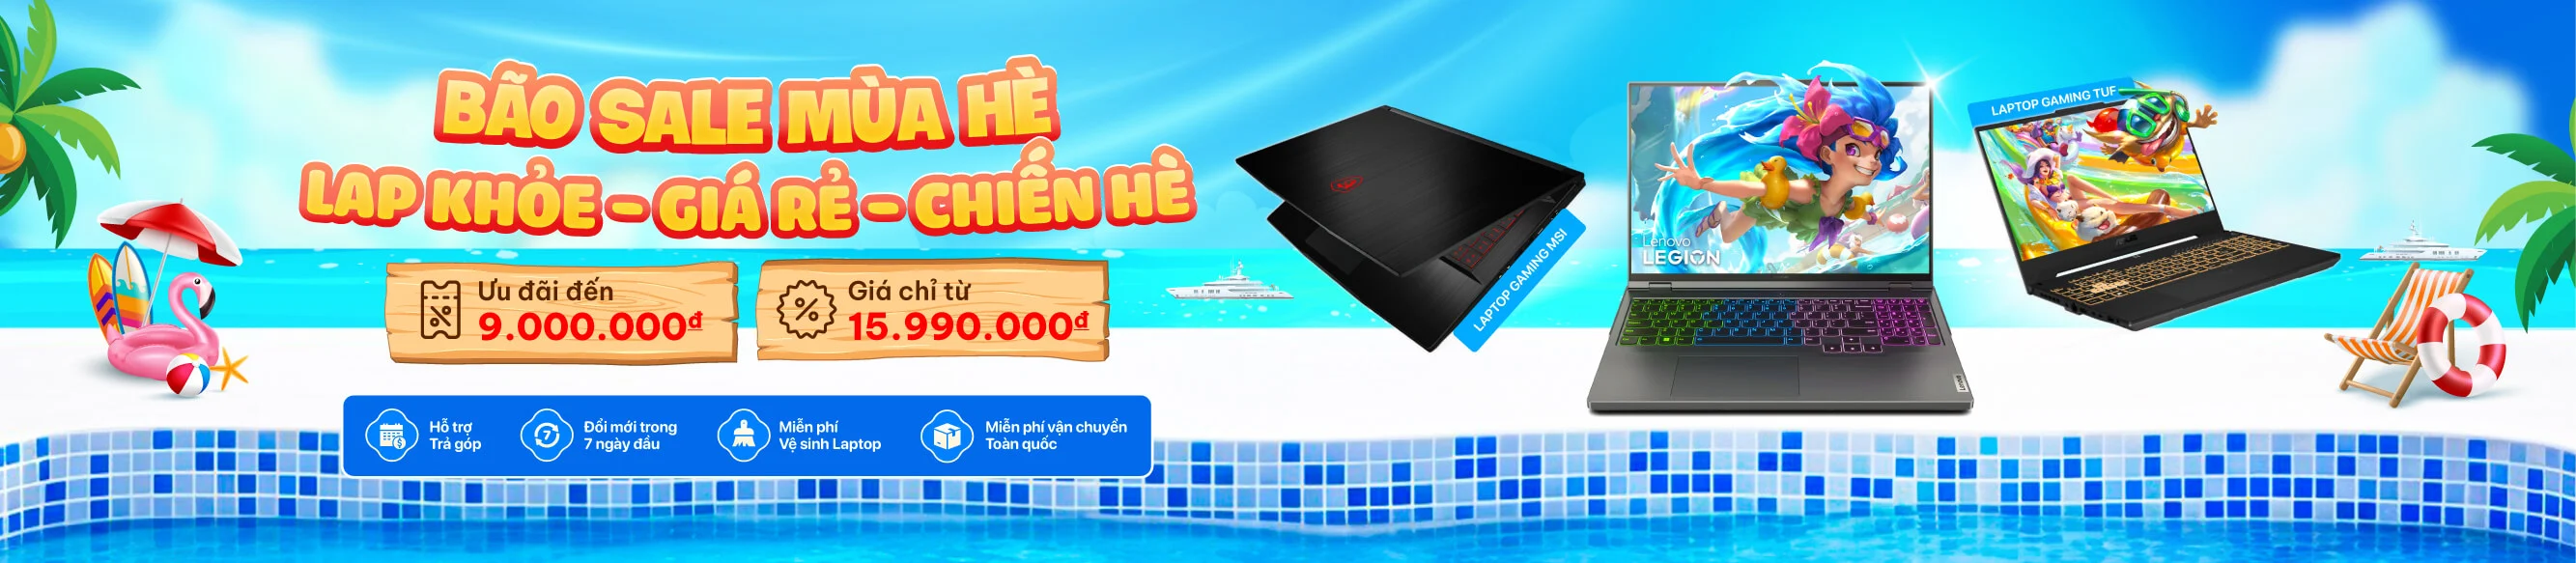 BÃO SALE MÙA HÈ
LAP KHỎE - GIÁ RẺ - CHIẾN HÈ
Ưu đãi đến
9.000.000đ
Giá chỉ từ
15.990.000đ
Hỗ trợ
Trả góp
7
Đổi mới trong
7 ngày đầu
Miễn phí
Vệ sinh Laptop
Miễn phí vận chuyển
Toàn quốc
LAPTOP GAMING MSI
Lenovo
LEGION
Lenovo
LAPTOP GAMING TUF